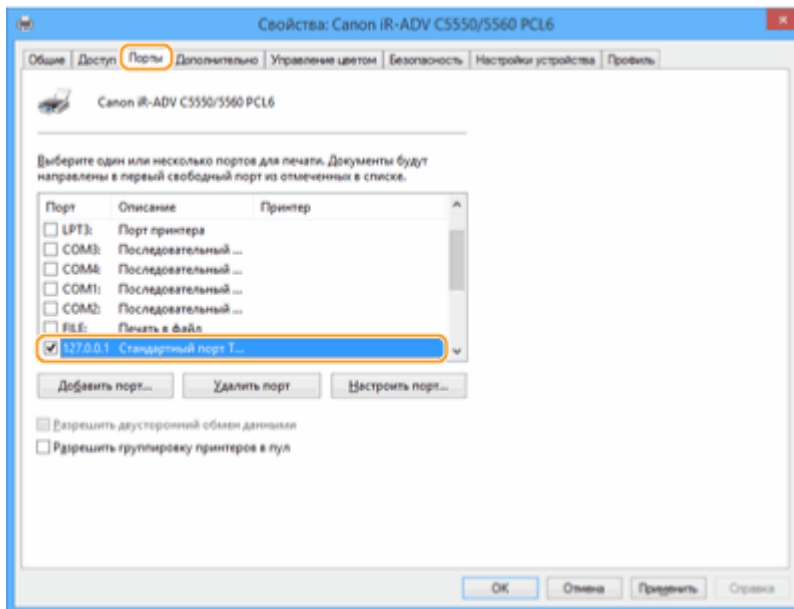 Свойства: Canon iR-ADV C5550/5560 PCL6
Общие Доступ Порты Дополнительно Управление цветом Безопасность Настройки устройства Профиль
Canon iR-ADV C5550/5560 PCL6
Выберите один или несколько портов для печати. Документы будут
направлены в первый свободный порт из отмеченных в списке.
Порт Описание Принтер
LPT3: Порт принтера
COM3: Последовательный ...
COM4: Последовательный ...
COM1: Последовательный ...
COM2: Последовательный ...
FILE: Печать в файл
127.0.0.1 Стандартный порт T...
Добавить порт... Удалить порт Настроить порт...
Разрешить двусторонний обмен данными
Разрешить группировку принтеров в пул
OK Отмена Применить Справка